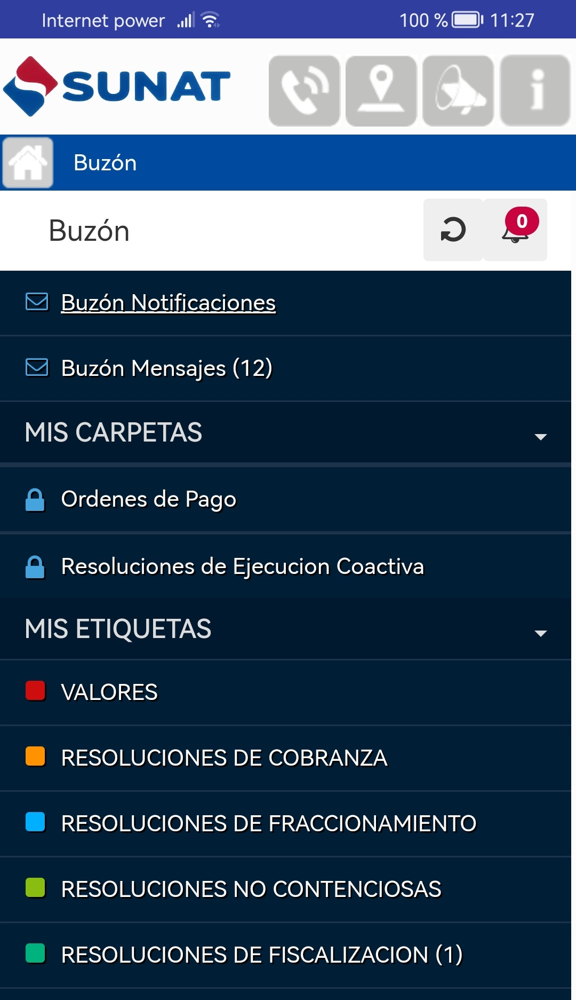 Internet power 100 % 11:27
SUNAT
Buzón
Buzón 0
Buzón Notificaciones
Buzón Mensajes (12)
MIS CARPETAS
Ordenes de Pago
Resoluciones de Ejecucion Coactiva
MIS ETIQUETAS
VALORES
RESOLUCIONES DE COBRANZA
RESOLUCIONES DE FRACCIONAMIENTO
RESOLUCIONES NO CONTENCIOSAS
RESOLUCIONES DE FISCALIZACION (1)